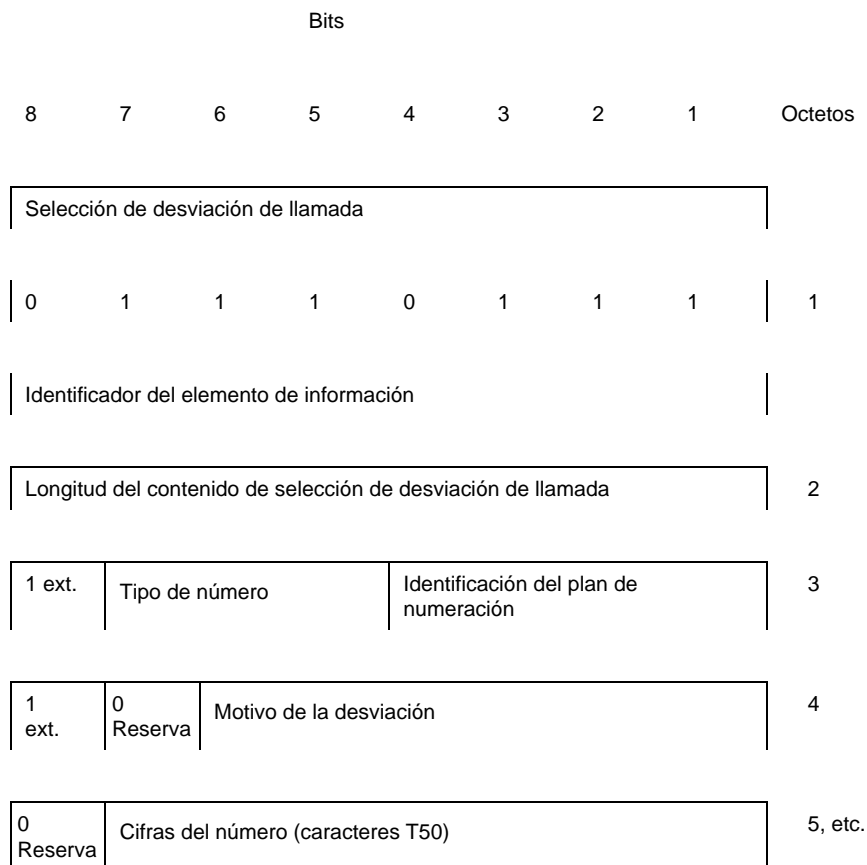 Bits
8 7 6 5 4 3 2 1 Octetos
Selección de desviación de llamada
0 1 1 1 0 1 1 1 1
Identificador del elemento de información
Longitud del contenido de selección de desviación de llamada 2
1 ext. Tipo de número Identificación del plan de 3
numeración
1 0 Motivo de la desviación 4
ext. Reserva
0 Cifras del número (caracteres T50) 5, etc.
Reserva